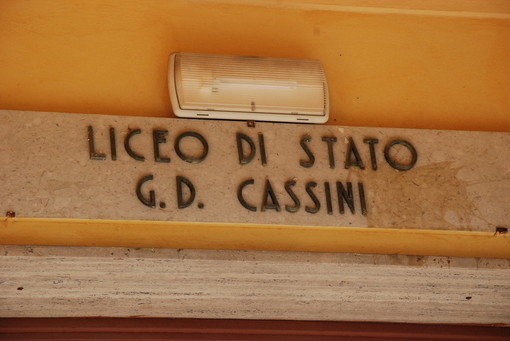 LICEO DI STATO
G. D. CASSINI